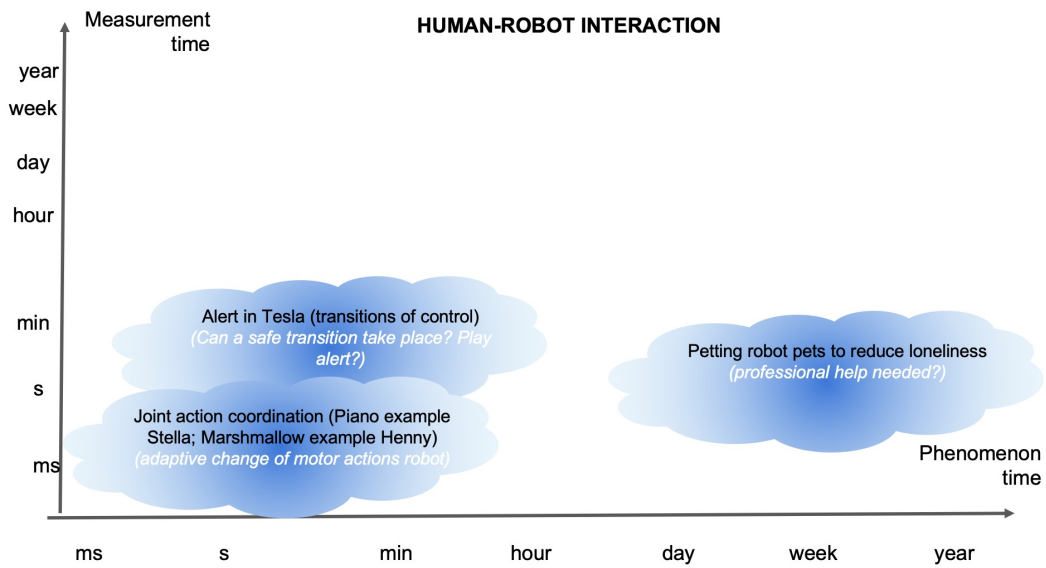 Measurement
time
HUMAN-ROBOT INTERACTION
year
week
day
hour
min
s
ms
Alert in Tesla (transitions of control)
(Can a safe transition take place? Play
alert?)
Petting robot pets to reduce loneliness
(professional help needed?)
Joint action coordination (Piano example
Stella; Marshmallow example Henny)
(adaptive change of motor actions robot)
Phenomenon
time
ms s min hour day week year